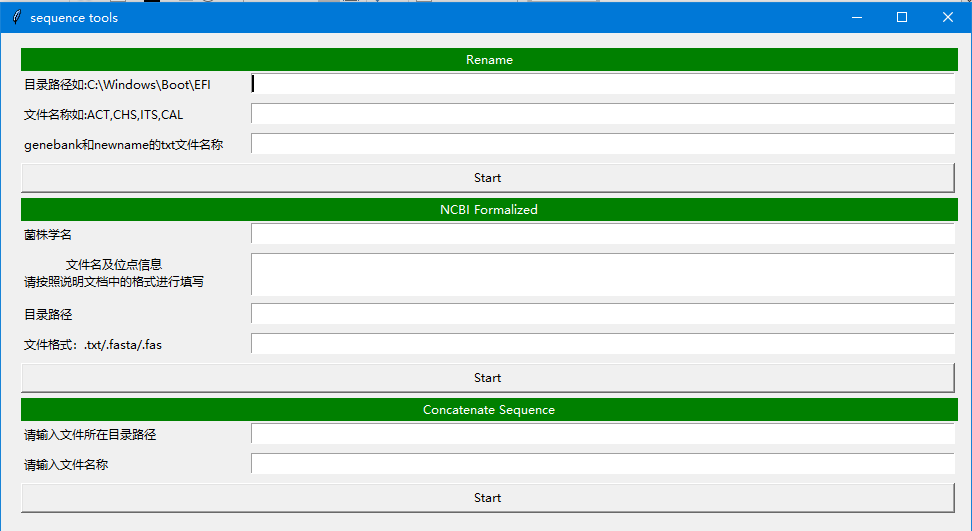 sequence tools
Rename
目录路径如:C:\Windows\Boot\EFI
文件名称如:ACT,CHS,ITS,CAL
genebank和newname的txt文件名称
Start
NCBI Formalized
菌株学名
文件名及位点信息
请按照说明文档中的格式进行填写
目录路径
文件格式：.txt/.fasta/.fas
Start
Concatenate Sequence
请输入文件所在目录路径
请输入文件名称
Start